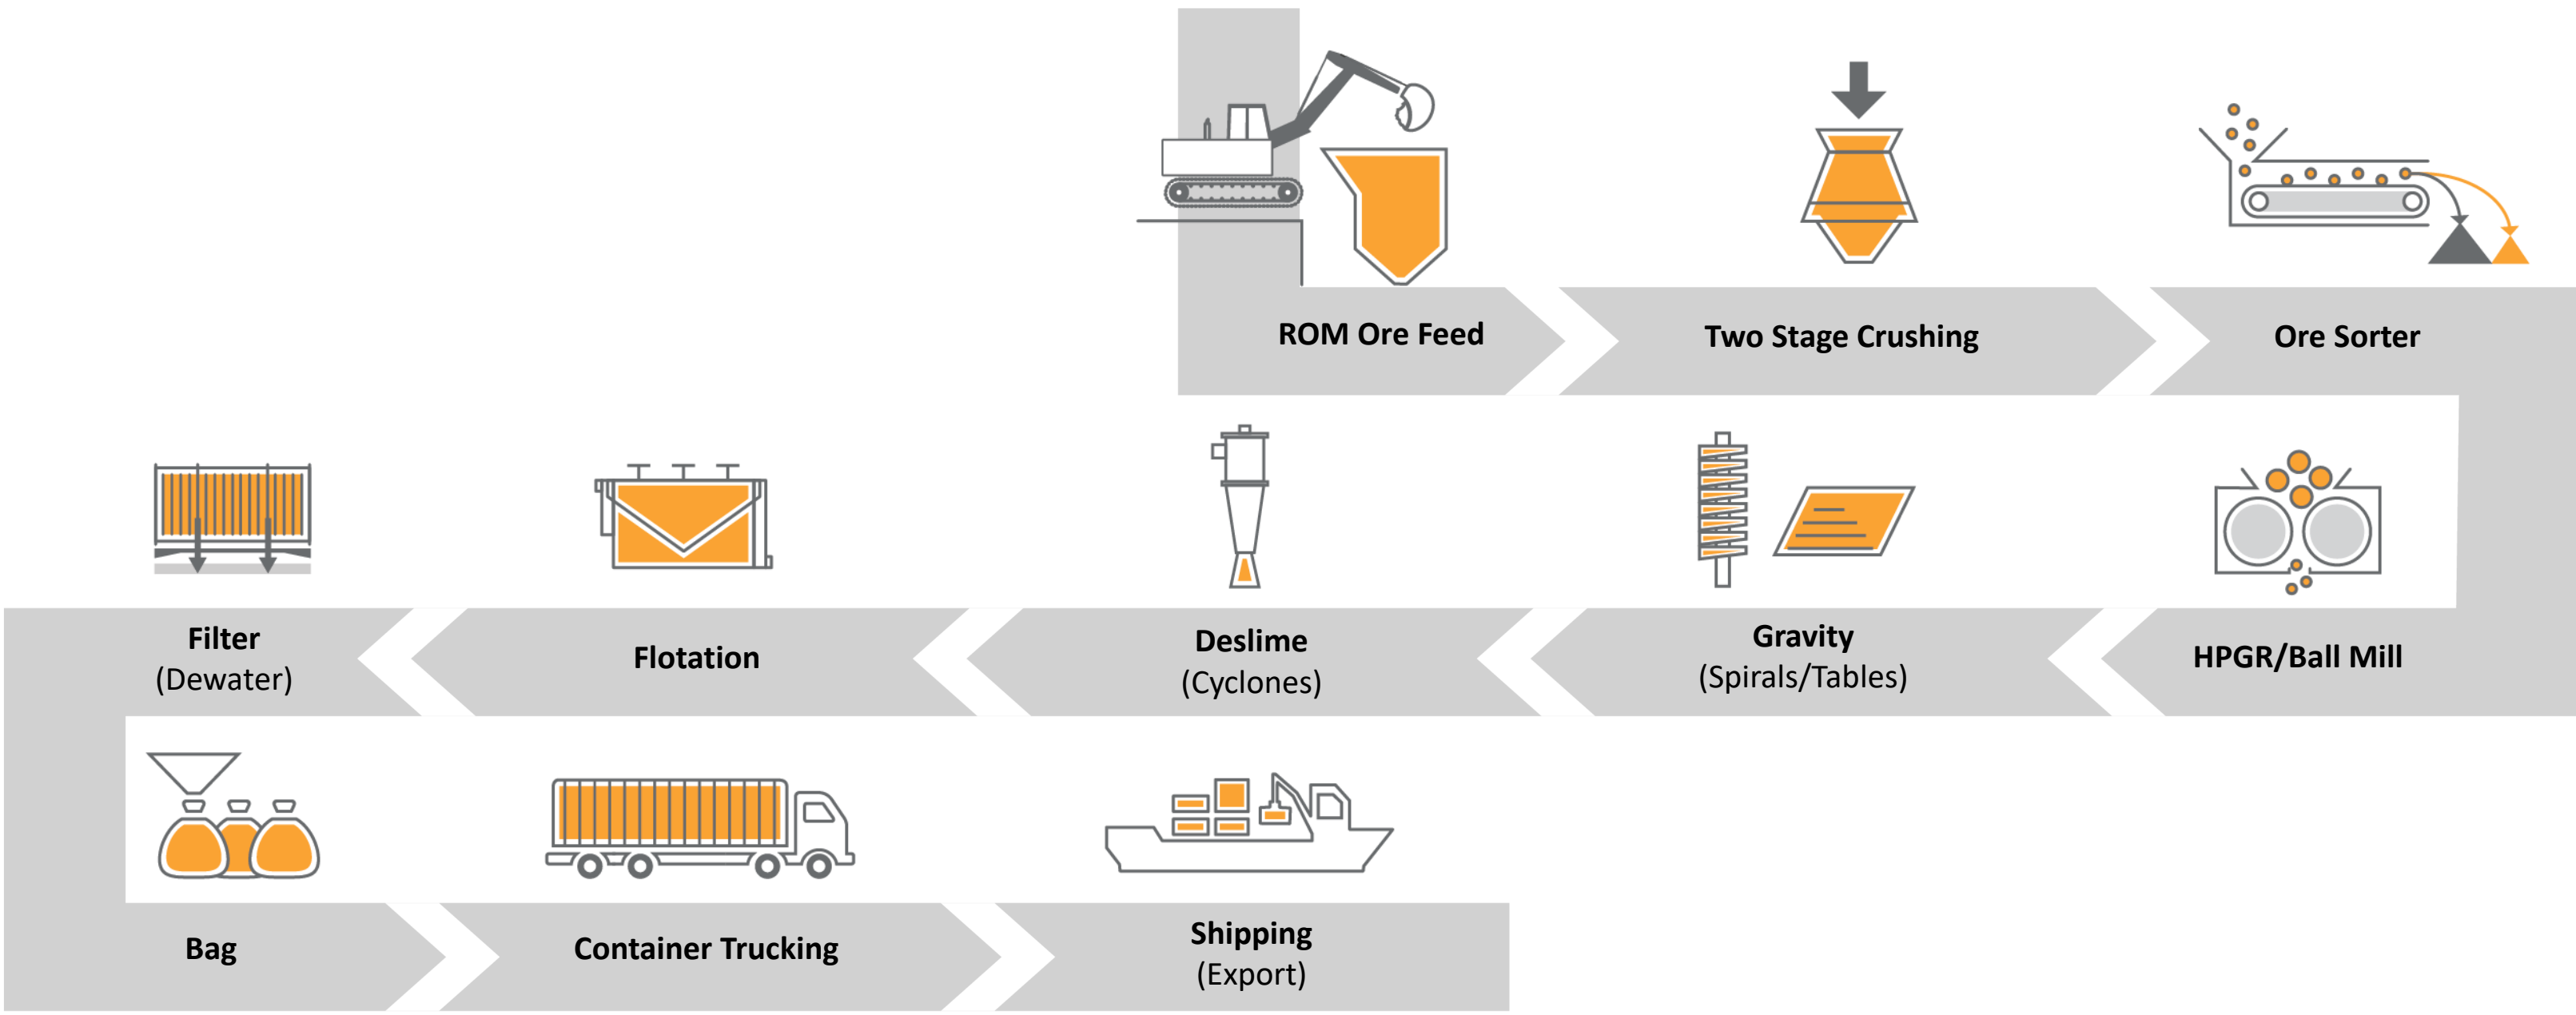 ROM Ore Feed
Two Stage Crushing
Ore Sorter
HPGR/Ball Mill
Gravity
(Spirals/Tables)
Deslime
(Cyclones)
Flotation
Filter
(Dewater)
Bag
Container Trucking
Shipping
(Export)